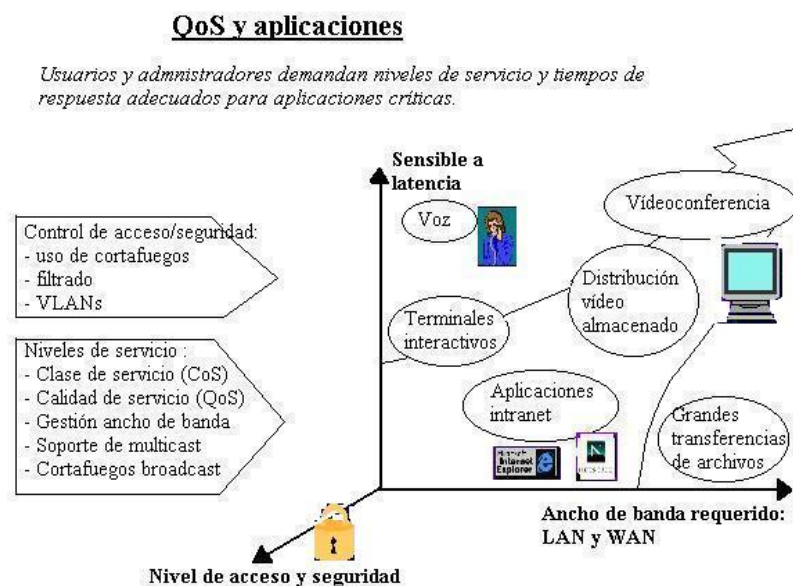 QoS y aplicaciones
Usuarios y admnistradores demandan niveles de servicio y tiempos de
respuesta adecuados para aplicaciones críticas.
Sensible a
latencia
Voz
Vídeoconferencia
Control de acceso/seguridad:
- uso de cortafuegos
- filtrado
- VLANs
Distribución
vídeo
almacenado
Terminales
interactivos
Niveles de servicio :
- Clase de servicio (CoS)
- Calidad de servicio (QoS)
- Gestión ancho de banda
- Soporte de multicast
- Cortafuegos broadcast
Aplicaciones
intranet
Microsoft
Internet
Explorer
N
Grandes
transferencias
de archivos
Ancho de banda requerido:
LAN y WAN
Nivel de acceso y seguridad